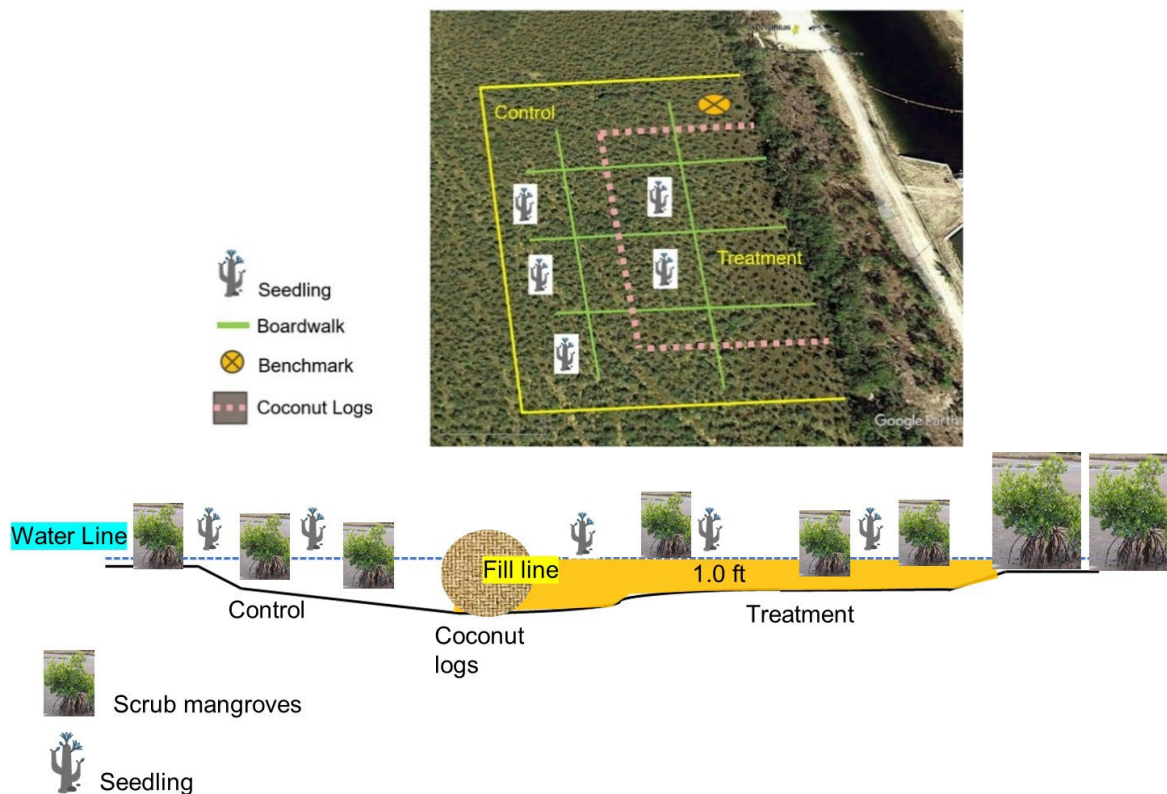 Control
Treatment
Google Earth
Seedling
Boardwalk
Benchmark
Coconut Logs
Water Line
Fill line
1.0 ft
Control
Treatment
Coconut
logs
Scrub mangroves
Seedling